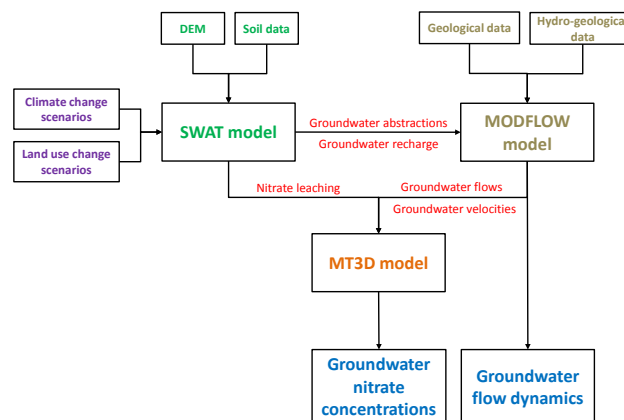 DEM
Soil data
Geological data
Hydro-geological
data
Climate change
scenarios
Land use change
scenarios
SWAT model
Groundwater abstractions
Groundwater recharge
MODFLOW
model
Nitrate leaching
Groundwater flows
Groundwater velocities
MT3D model
Groundwater
nitrate
concentrations
Groundwater
flow dynamics